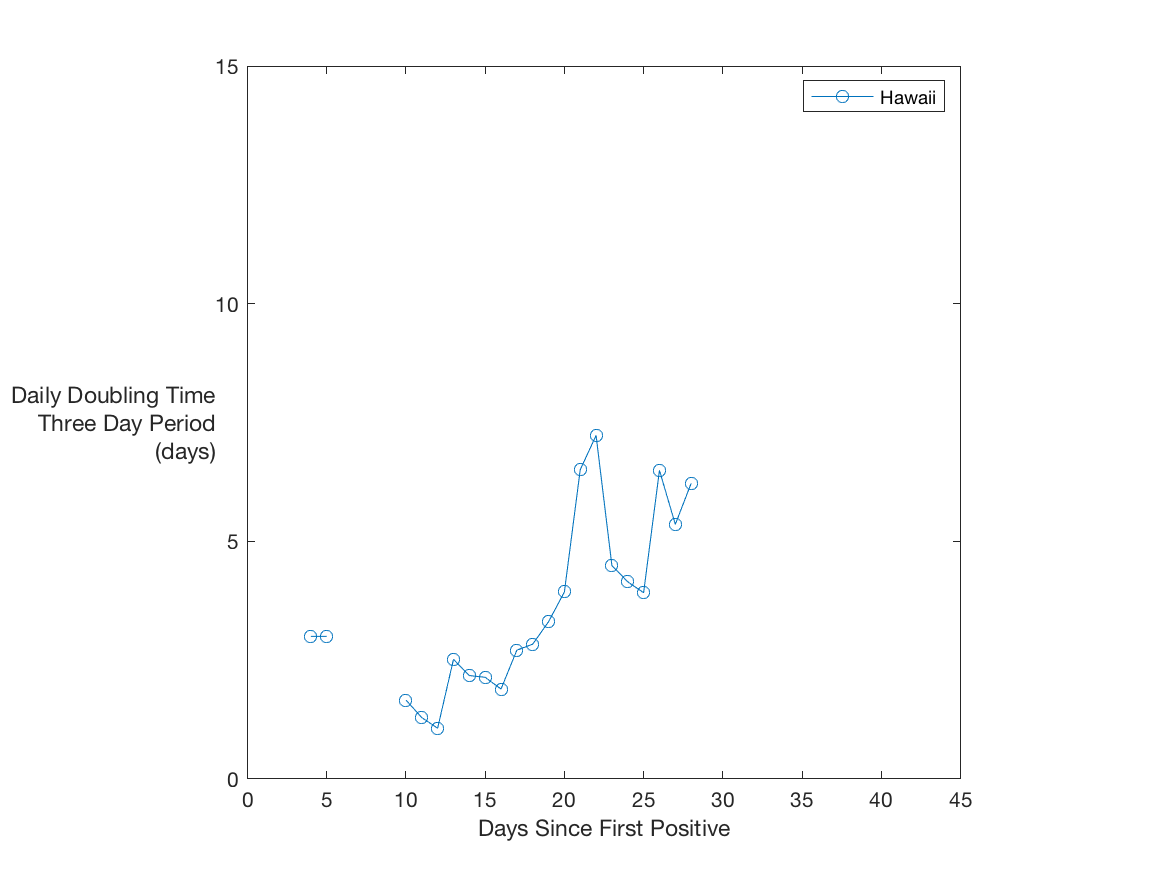 15
Hawaii
10
Daily Doubling Time
Three Day Period
(days)
5
0
0 5 10 15 20 25 30 35 40 45
Days Since First Positive